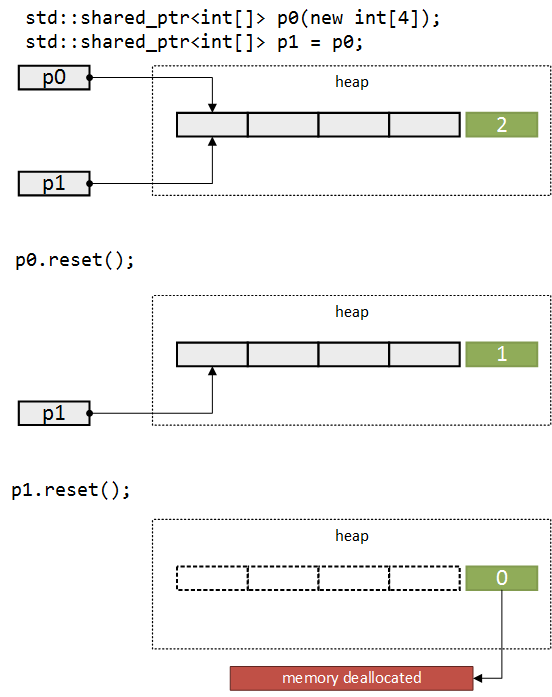 std::shared_ptr<int[]> p0(new int[4]);
std::shared_ptr<int[]> p1 = p0;
p0
heap
2
p1
p0.reset();
heap
1
p1
p1.reset();
heap
0
memory deallocated